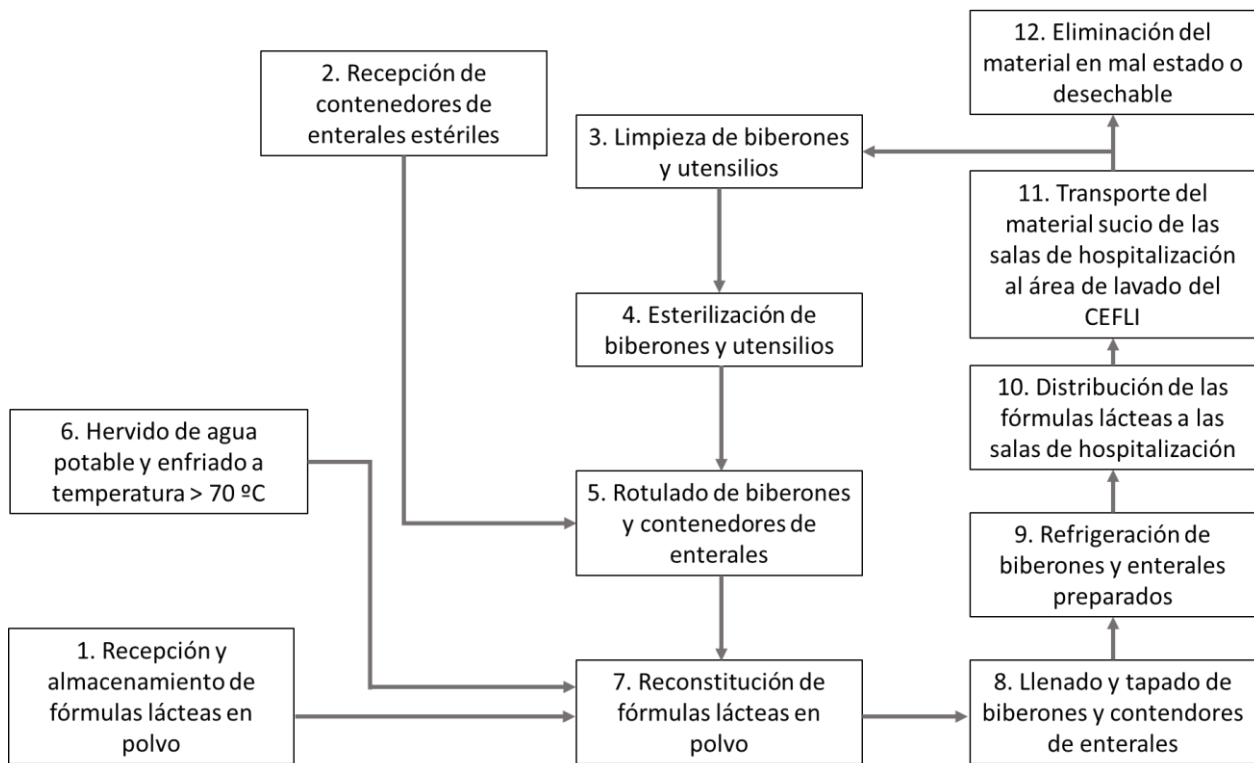 12. Eliminación del
material en mal estado o
desechable
2. Recepción de
contenedores de
enterales estériles
3. Limpieza de biberones
y utensilios
11. Transporte del
material sucio de las
salas de hospitalización
al área de lavado del
CEFLI
4. Esterilización de
biberones y utensilios
10. Distribución de las
fórmulas lácteas a las
salas de hospitalización
6. Hervido de agua
potable y enfriado a
temperatura > 70 ºC
5. Rotulado de biberones
y contenedores de
enterales
9. Refrigeración de
biberones y enterales
preparados
1. Recepción y
almacenamiento de
fórmulas lácteas en
polvo
7. Reconstitución de
fórmulas lácteas en
polvo
8. Llenado y tapado de
biberones y contendores
de enterales